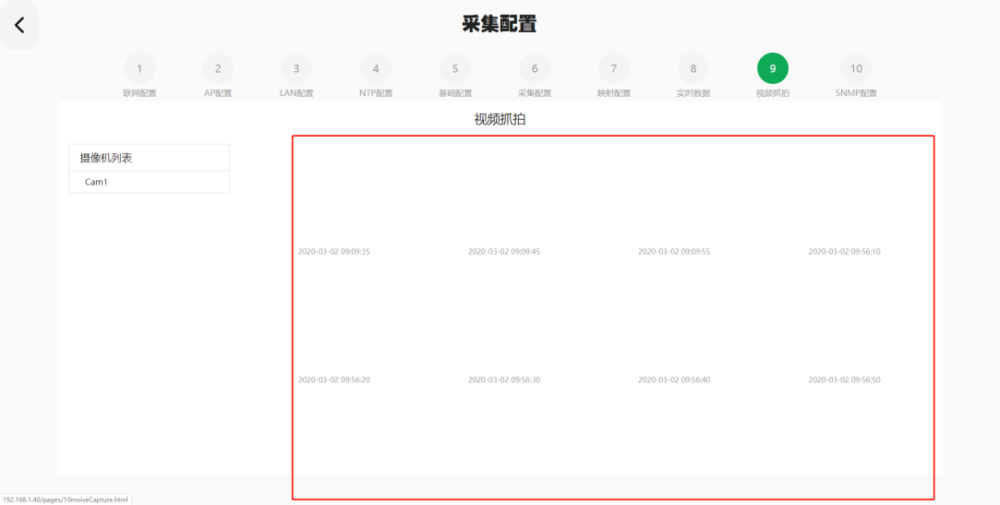 采集配置
1 2 3 4 5 6 7 8 9 10
联网配置 AP配置 LAN配置 NTP配置 基础配置 采集配置 映射配置 实时数据 视频抓拍 SNMP配置
视频抓拍
摄像机列表
Cam1
2020-03-02 09:09:35 2020-03-02 09:09:45 2020-03-02 09:09:55 2020-03-02 09:56:10
2020-03-02 09:56:20 2020-03-02 09:56:30 2020-03-02 09:56:40 2020-03-02 09:56:50
192.168.1.40/pages/10moiveCapture.html